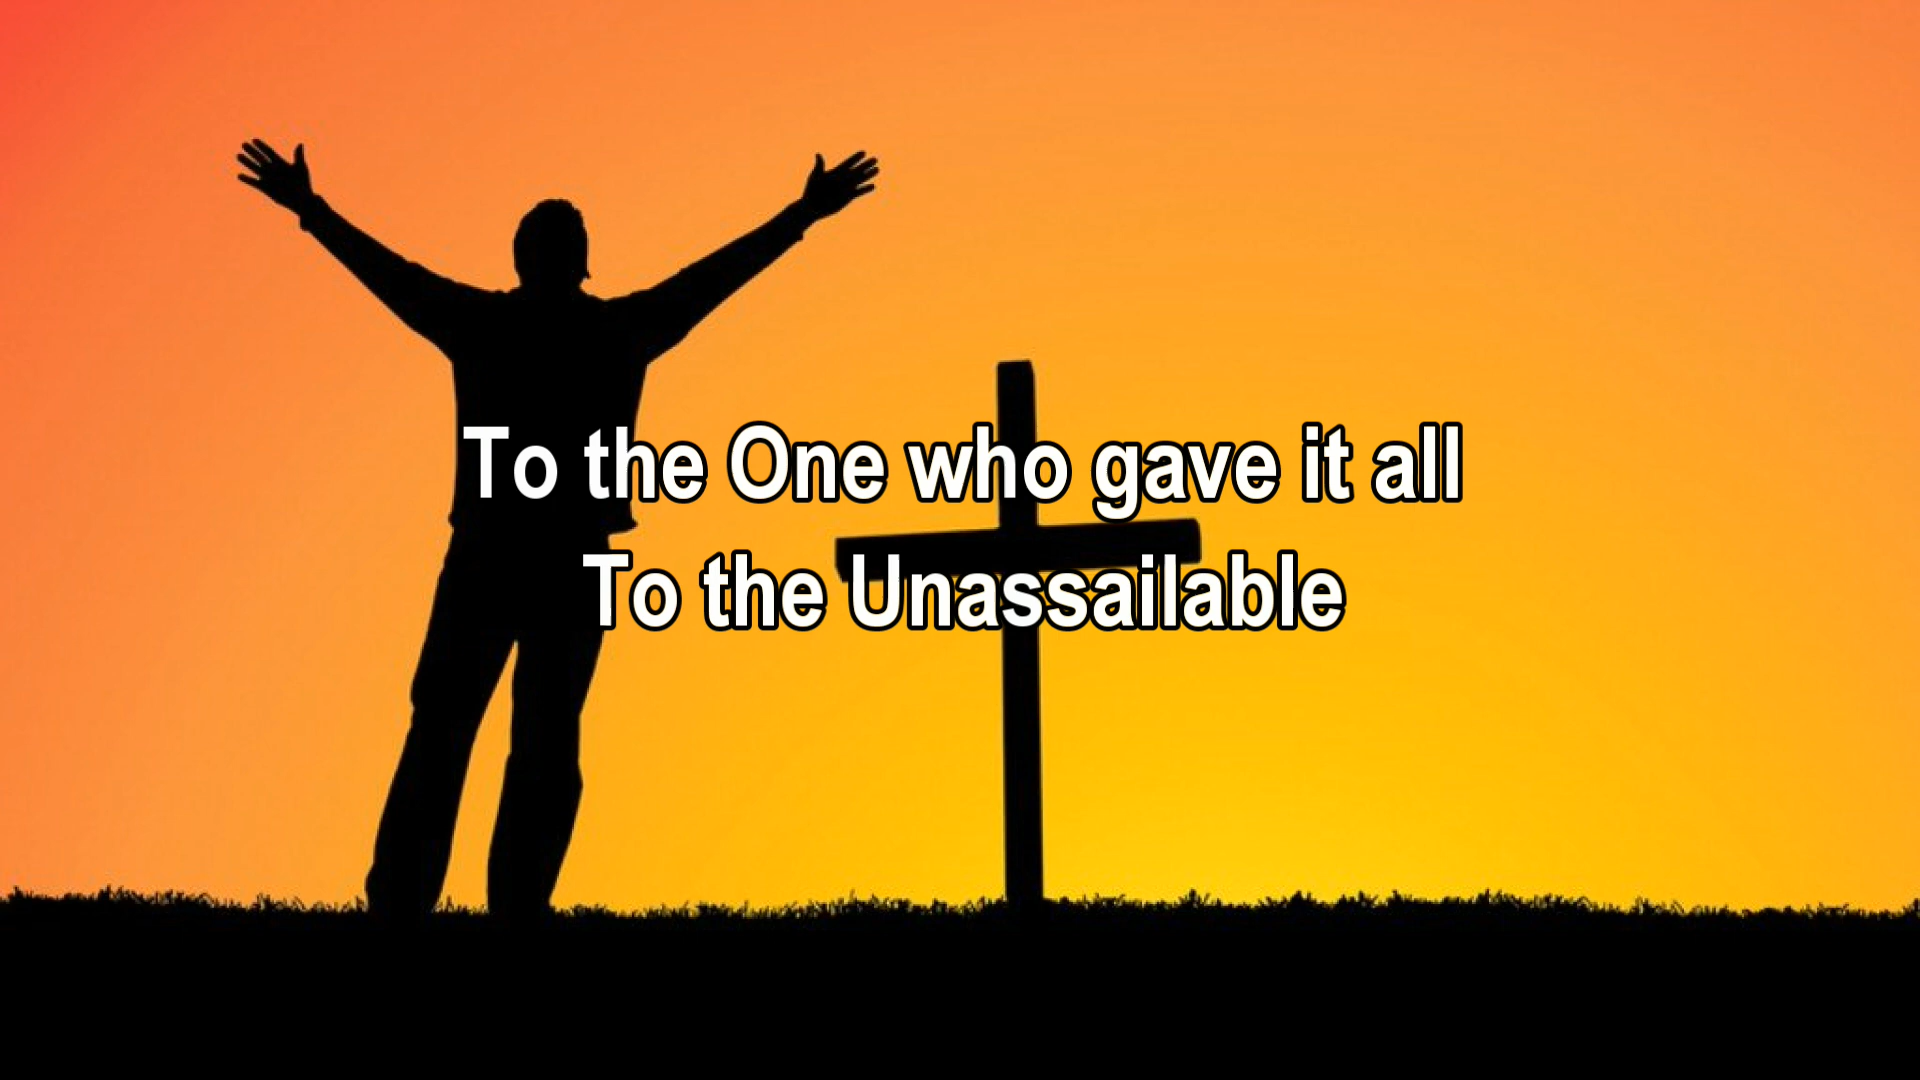 To the One who gave it all
To the Unassailable